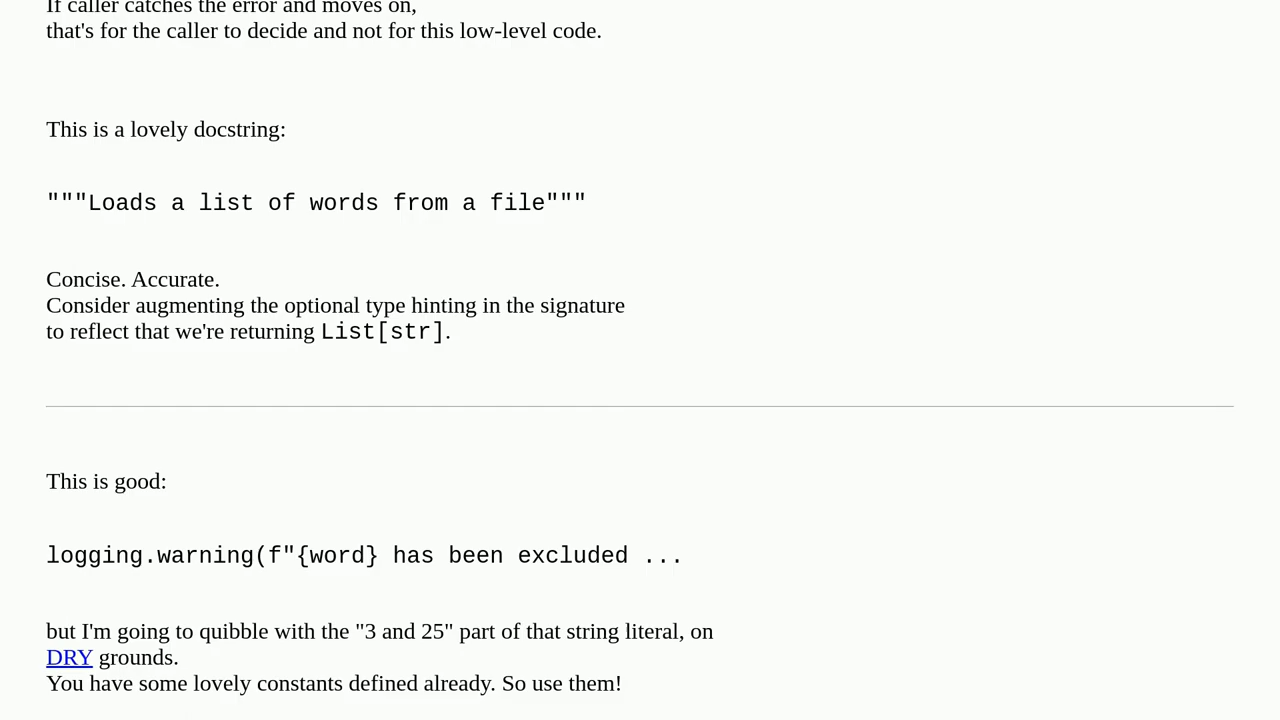 If caller catches the error and moves on,
that's for the caller to decide and not for this low-level code.
This is a lovely docstring:
"""Loads a list of words from a file"""
Concise. Accurate.
Consider augmenting the optional type hinting in the signature
to reflect that we're returning List[str].
This is good:
logging.warning(f"{word} has been excluded ...
but I'm going to quibble with the "3 and 25" part of that string literal, on
DRY grounds.
You have some lovely constants defined already. So use them!